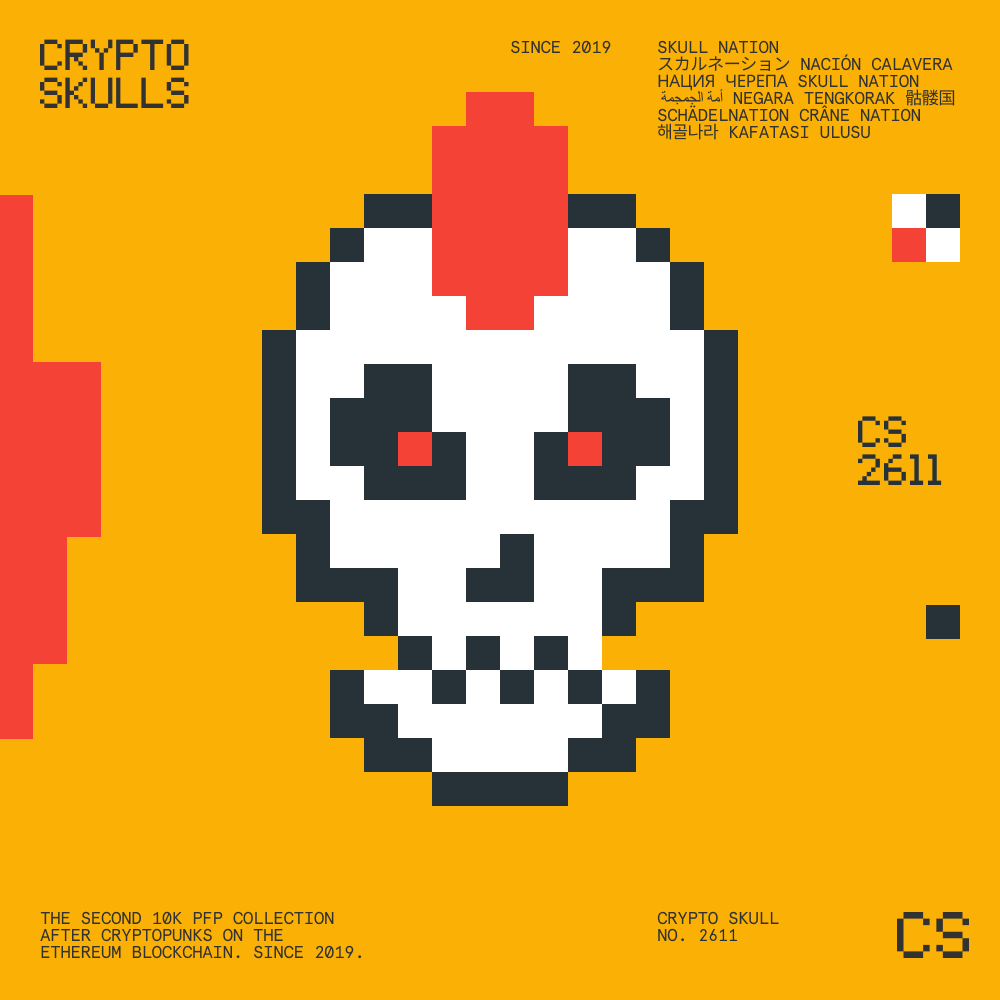 CRYPTO
SKULLS
SINCE 2019
SKULL NATION
スカルネーション NACIÓN CALAVERA
НАЦИЯ ЧЕРЕПА SKULL NATION
أمة الجمجمة NEGARA TENGKORAK 骷髅国
SCHÄDELNATION CRÂNE NATION
해골나라 KAFATASI ULUSU
CS
2611
THE SECOND 10K PFP COLLECTION
AFTER CRYPTOPUNKS ON THE
ETHEREUM BLOCKCHAIN. SINCE 2019.
CRYPTO SKULL
NO. 2611
CS